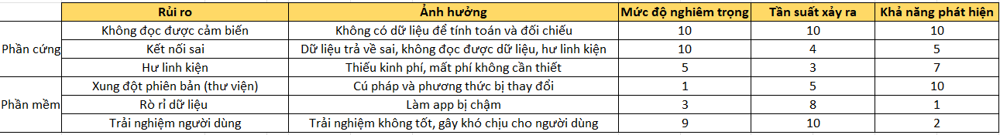 Rủi ro Ảnh hưởng Mức độ nghiêm trọng Tần suất xảy ra Khả năng phát hiện
Không đọc được cảm biến Không có dữ liệu để tính toán và đối chiếu 10 10 10
Phần cứng Kết nối sai Dữ liệu trả về sai, không đọc được dữ liệu, hư linh kiện 10 4 5
Hư linh kiện Thiếu kinh phí, mất phí không cần thiết 5 3 7
Xung đột phiên bản (thư viện) Cú pháp và phương thức bị thay đổi 1 5 10
Phần mềm Rò rỉ dữ liệu Làm app bị chậm 3 8 1
Trải nghiệm người dùng Trải nghiệm không tốt, gây khó chịu cho người dùng 9 10 2